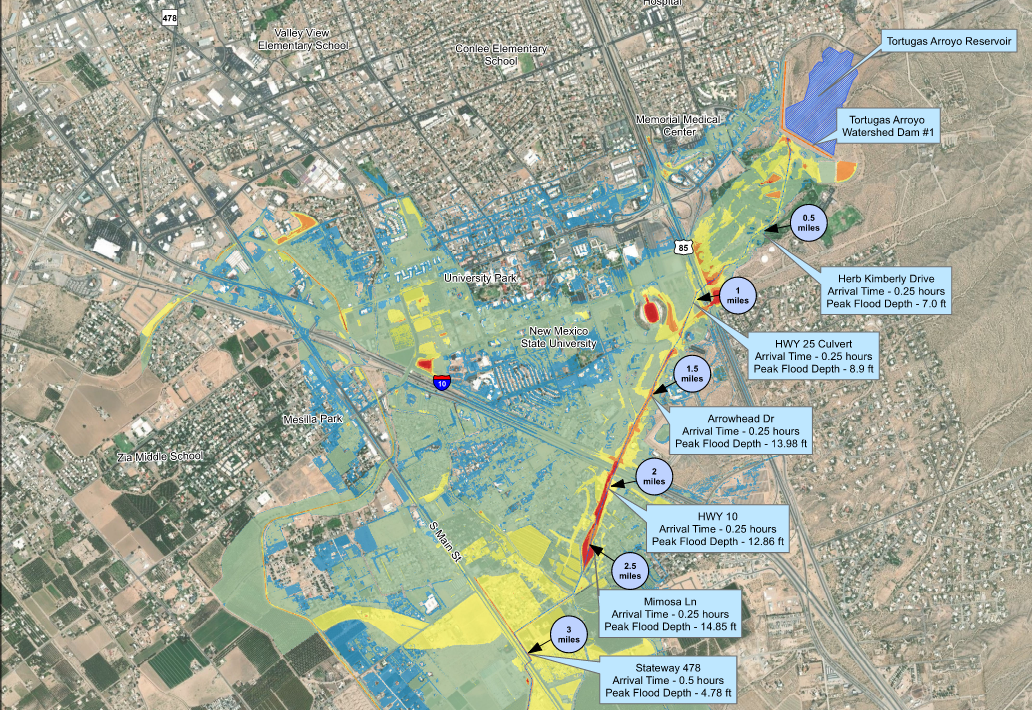 Hospital
478
Valley View
Elementary School
Conlee Elementary
School
Tortugas Arroyo Reservoir
Memorial Medical
Center
Tortugas Arroyo
Watershed Dam #1
0.5
miles
85
University Park
Herb Kimberly Drive
Arrival Time - 0.25 hours
Peak Flood Depth - 7.0 ft
1
miles
New Mexico
State University
HWY 25 Culvert
Arrival Time - 0.25 hours
Peak Flood Depth - 8.9 ft
10
1.5
miles
Mesilla Park
Arrowhead Dr
Arrival Time - 0.25 hours
Peak Flood Depth - 13.98 ft
Zia Middle School
2
miles
S Main St
HWY 10
Arrival Time - 0.25 hours
Peak Flood Depth - 12.86 ft
2.5
miles
Mimosa Ln
Arrival Time - 0.25 hours
Peak Flood Depth - 14.85 ft
3
miles
Stateway 478
Arrival Time - 0.5 hours
Peak Flood Depth - 4.78 ft